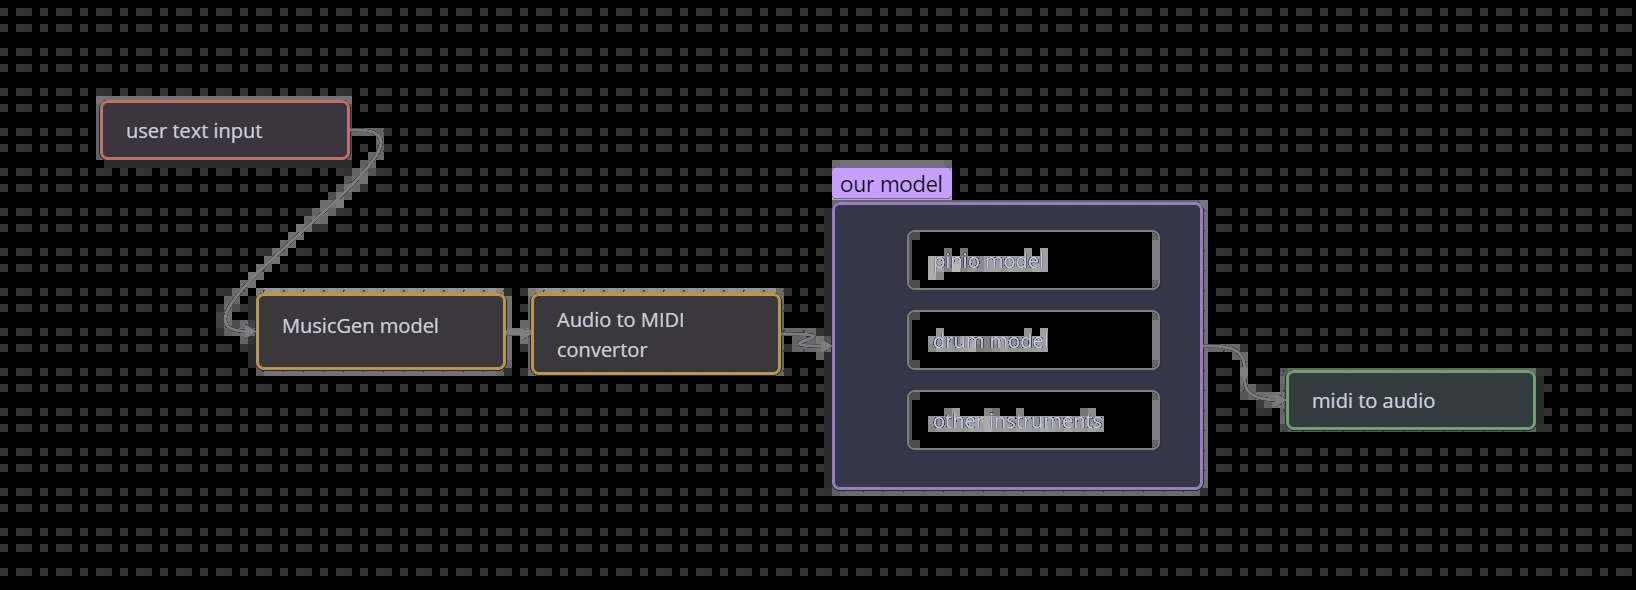 user text input
our model
pinio model
MusicGen model
Audio to MIDI
convertor
drum model
midi to audio
other instruments